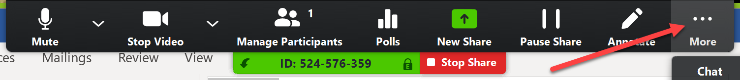 1
Mute Stop Video Manage Participants Polls New Share Pause Share Annotate More
ces Mailings Review View ID: 524-576-359 Stop Share Chat